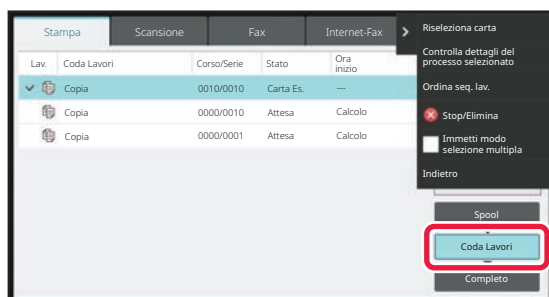 Stampa
Scansione
Fax
Internet-Fax
Lav.
Coda Lavori
Corso/Serie
Stato
Ora
inizio
Copia
0010/0010
Carta Es.
---
Copia
0000/0010
Attesa
Calcolo
Copia
0000/0001
Attesa
Calcolo
Riseleziona carta
Controlla dettagli del
processo selezionato
Ordina seq. lav.
Stop/Elimina
Immetti modo
selezione multipla
Indietro
Spool
Coda Lavori
Completo